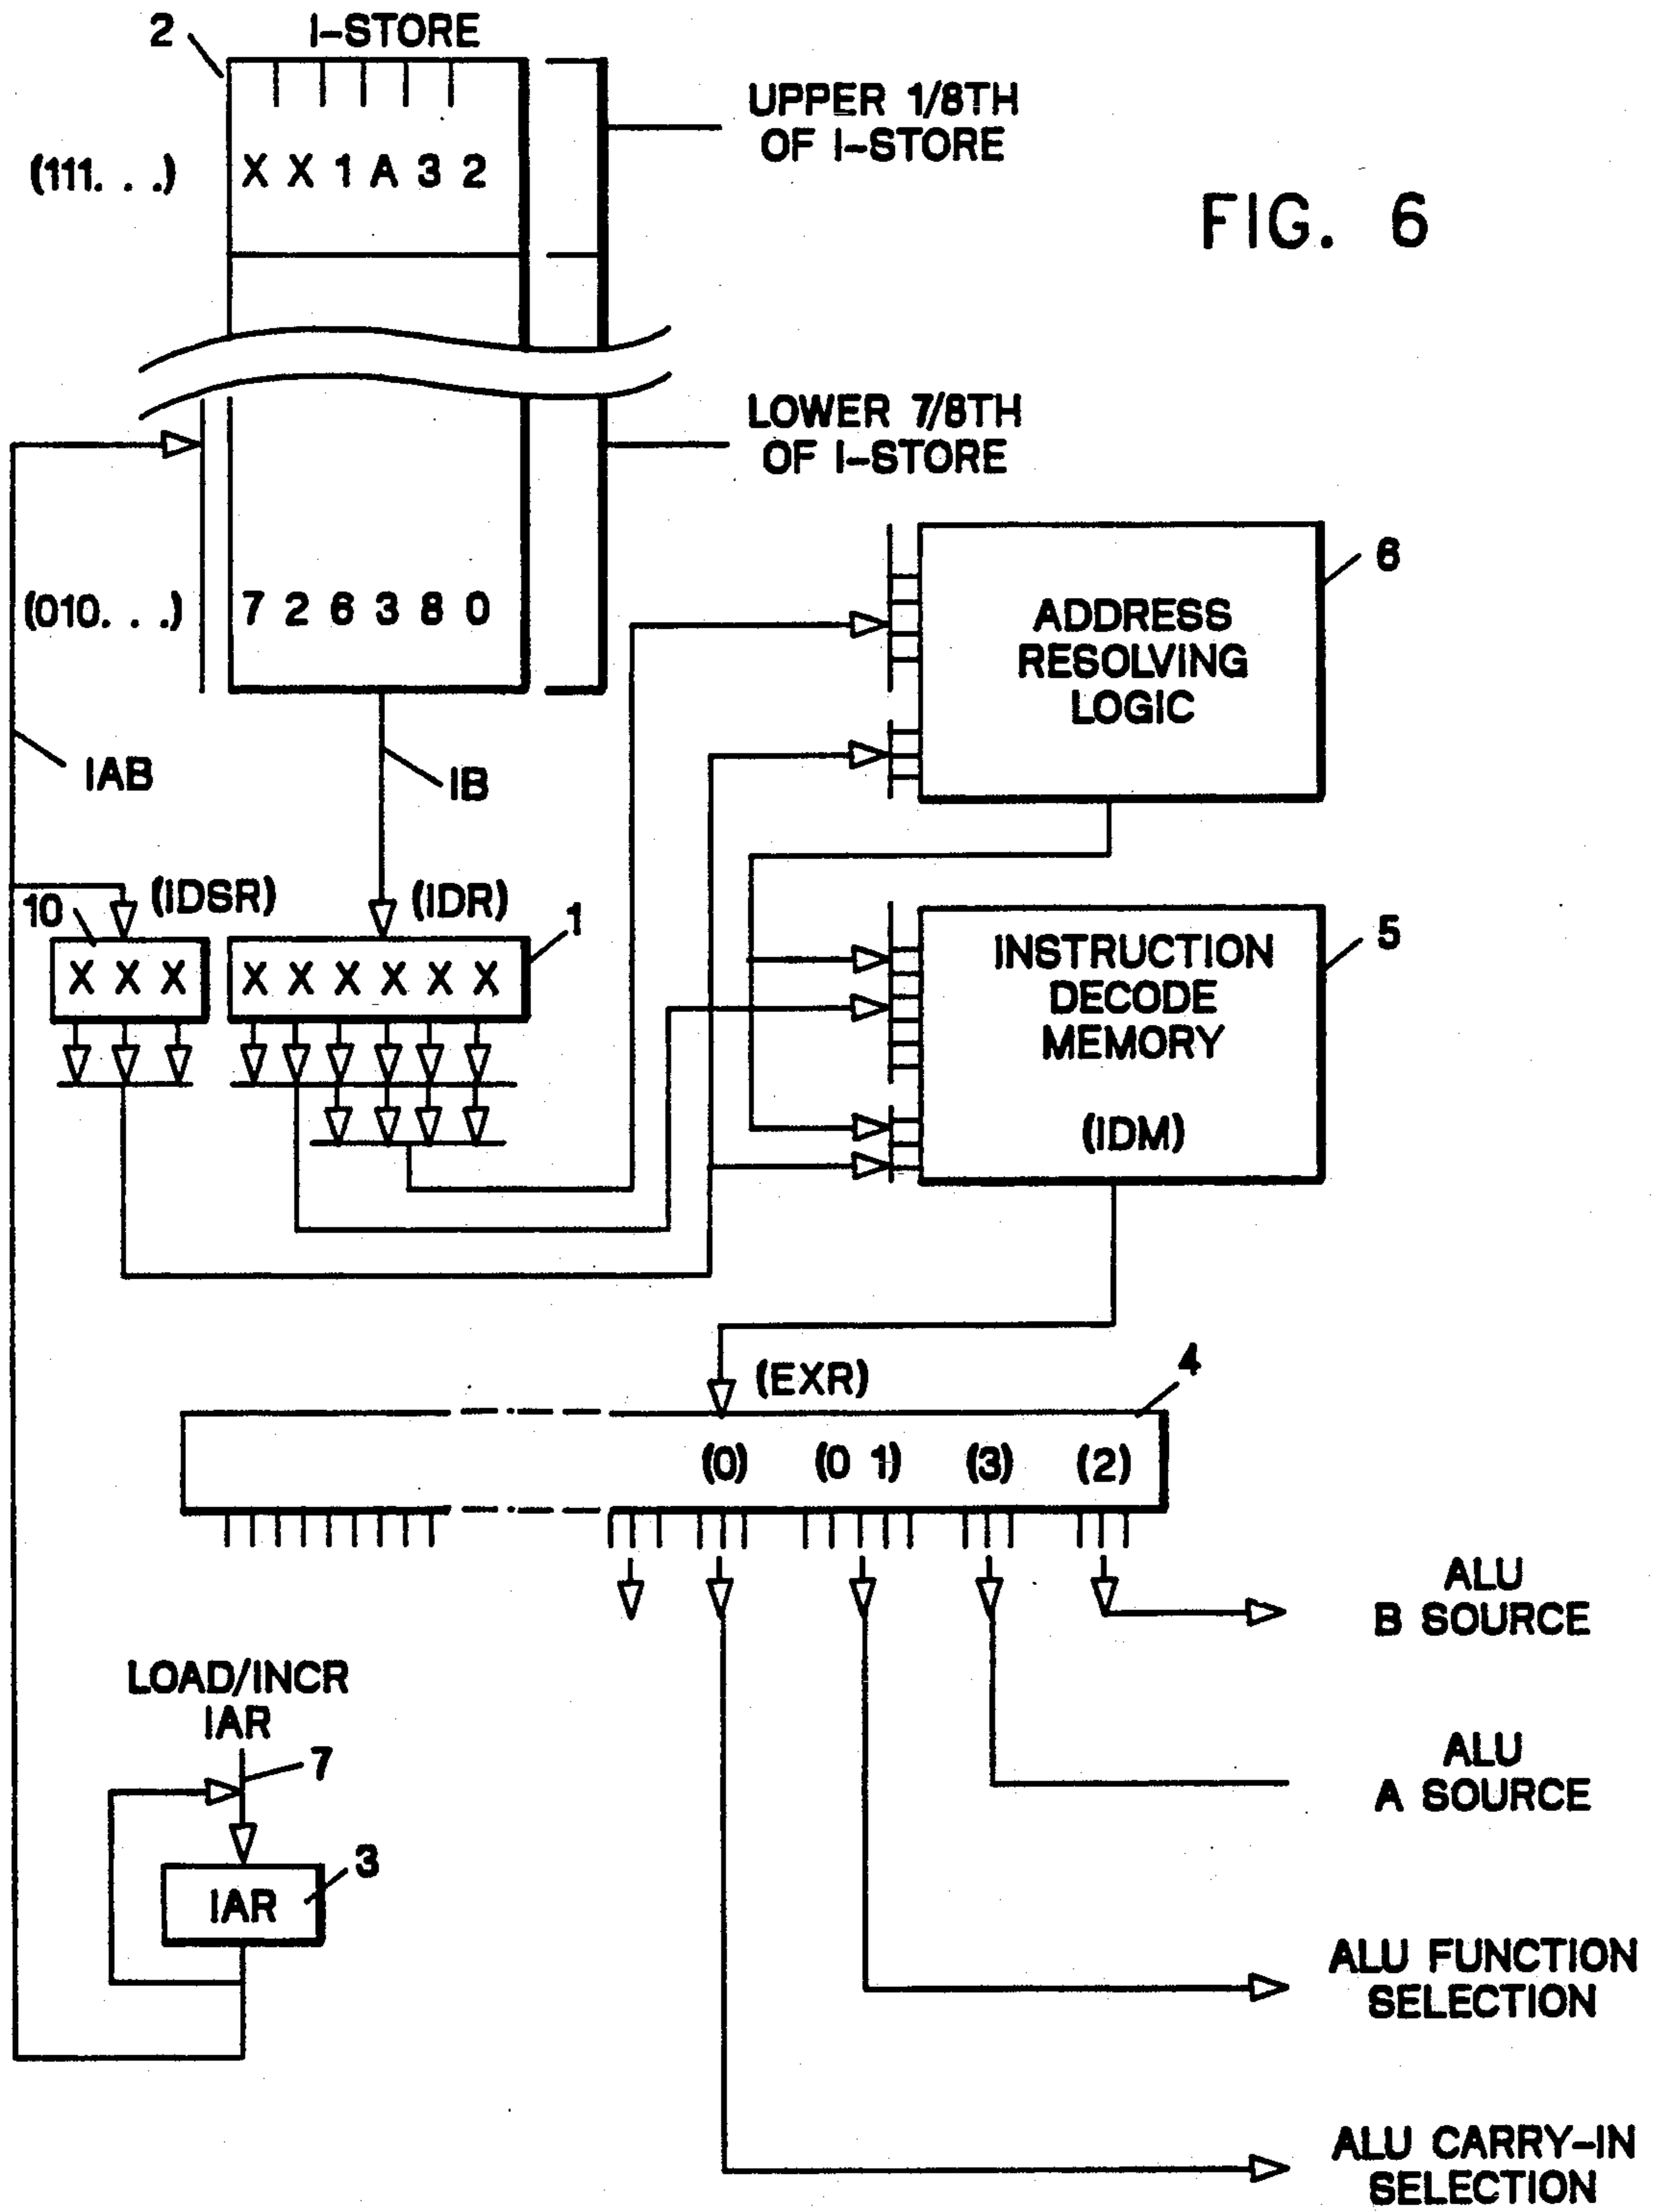 2
I-STORE
UPPER 1/8TH
OF I-STORE
(111. . .)
X X 1 A 3 2
FIG. 6
LOWER 7/8TH
OF I-STORE
(010. . .)
7 2 6 3 8 0
6
ADDRESS
RESOLVING
LOGIC
IAB
IB
10
(IDSR)
(IDR)
1
X X X
X X X X X X
5
INSTRUCTION
DECODE
MEMORY
(IDM)
(EXR)
4
(0) (0 1) (3) (2)
ALU
B SOURCE
LOAD/INCR
IAR
7
ALU
A SOURCE
3
IAR
ALU FUNCTION
SELECTION
ALU CARRY-IN
SELECTION